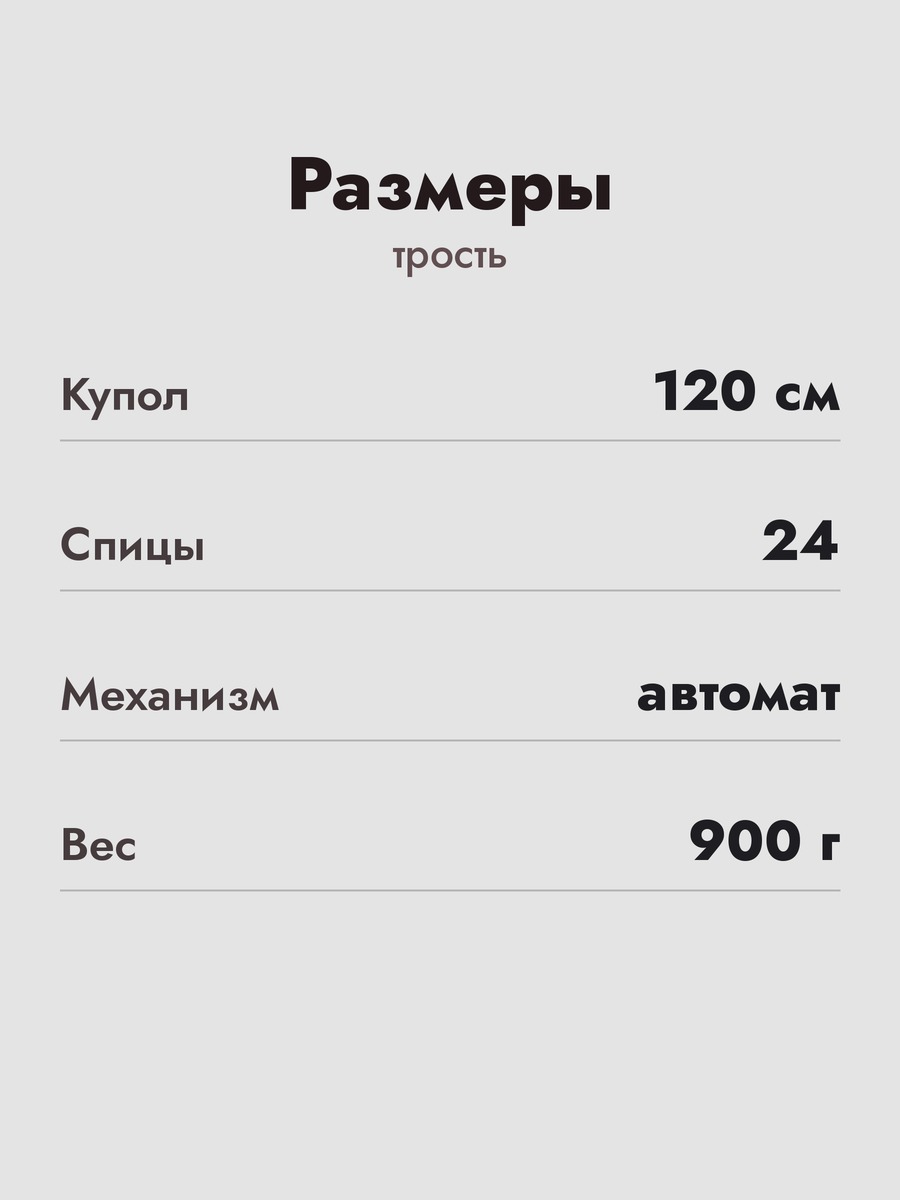 Размеры
трость
Купол 120 см
Спицы 24
Механизм автомат
Вес 900 г